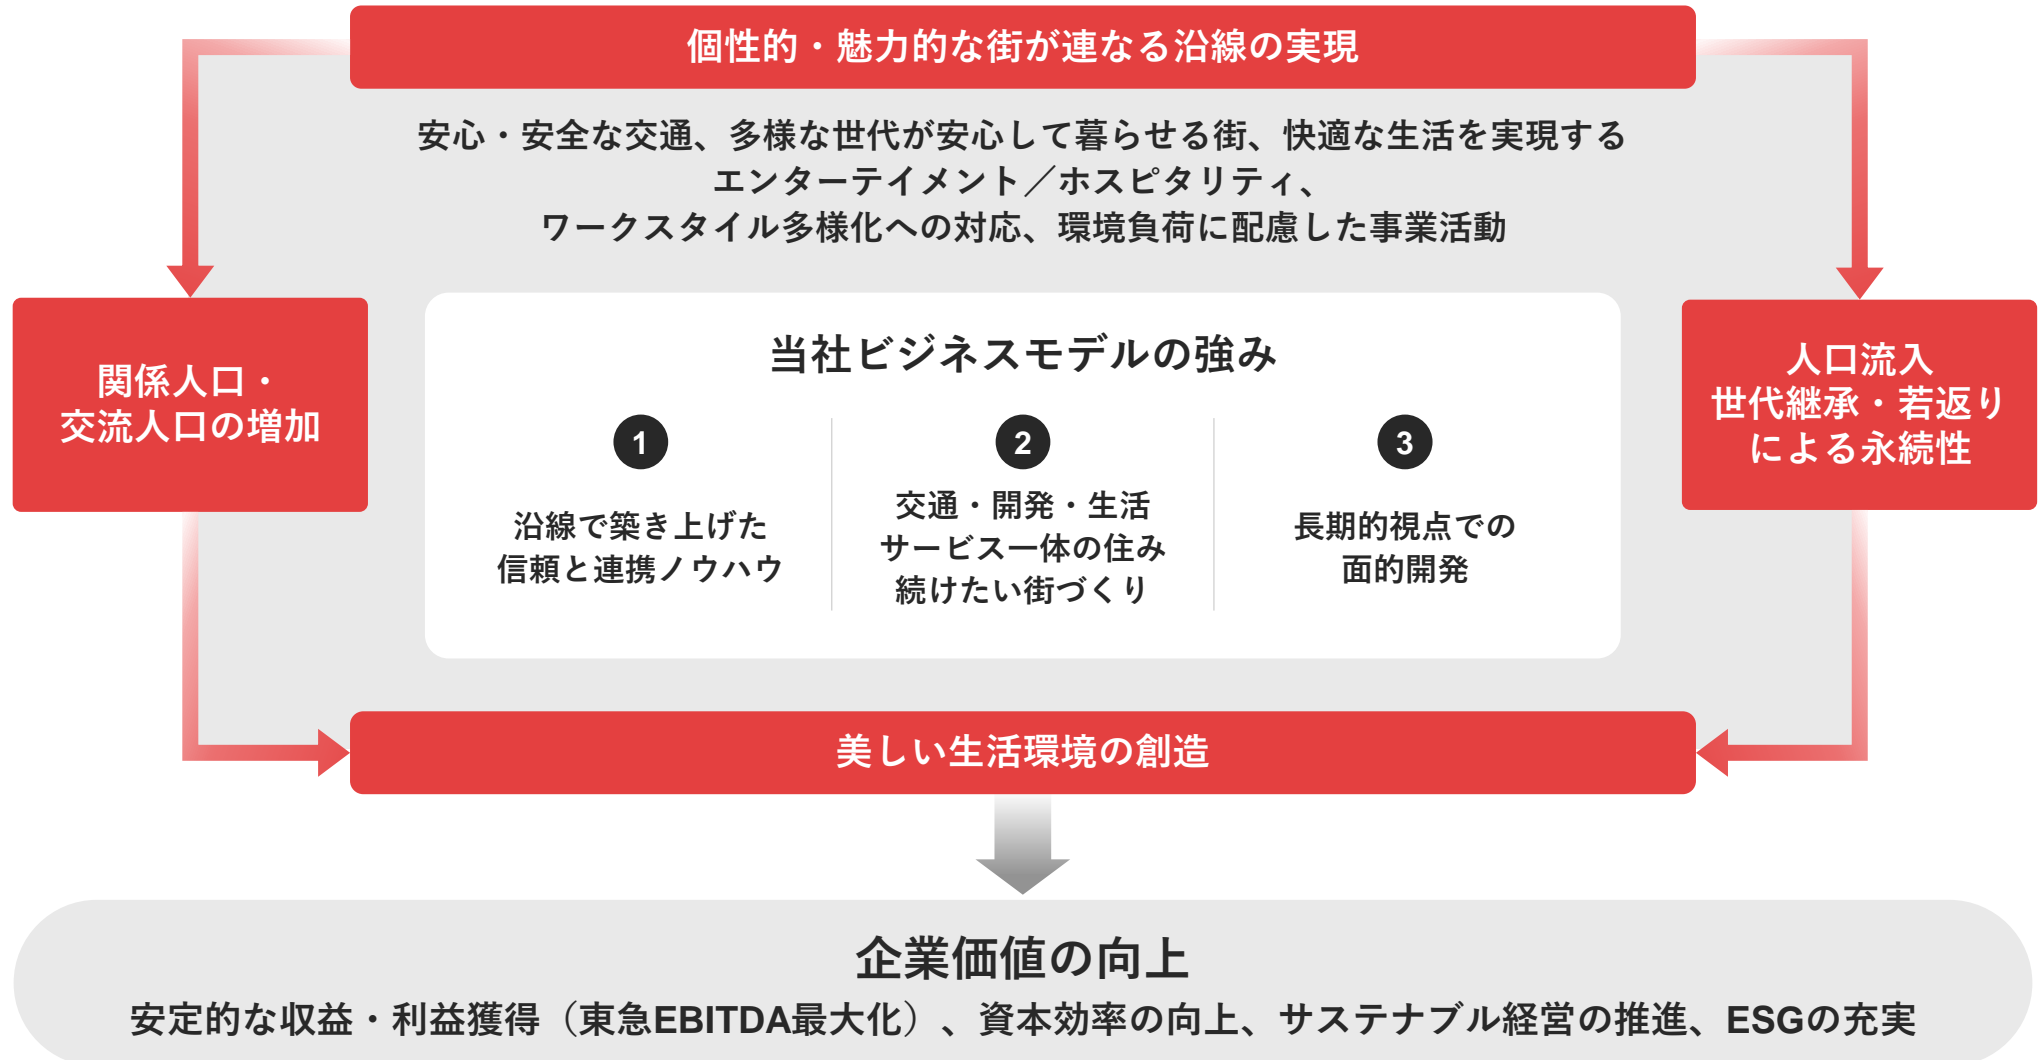 個性的・魅力的な街が連なる沿線の実現
安心・安全な交通、多様な世代が安心して暮らせる街、快適な生活を実現する
エンターテイメント／ホスピタリティ、
ワークスタイル多様化への対応、環境負荷に配慮した事業活動
関係人口・
交流人口の増加
当社ビジネスモデルの強み
1
沿線で築き上げた
信頼と連携ノウハウ
2
交通・開発・生活
サービス一体の住み
続けたい街づくり
3
長期的視点での
面的開発
人口流入
世代継承・若返り
による永続性
美しい生活環境の創造
企業価値の向上
安定的な収益・利益獲得（東急EBITDA最大化）、資本効率の向上、サステナブル経営の推進、ESGの充実